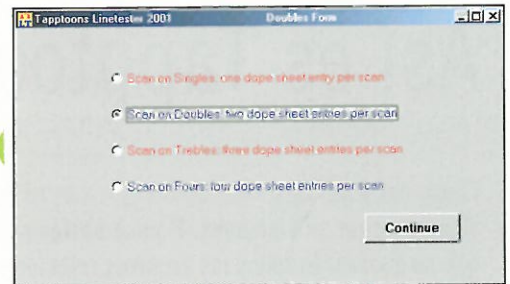 Tapptoons Linetester 2001 Doubles Form
Scan on Singles: one dope sheet entry per scan
Scan on Doubles: two dope sheet entries per scan
Scan on Trebles: three dope sheet entries per scan
Scan on Fours: four dope sheet entries per scan
Continue